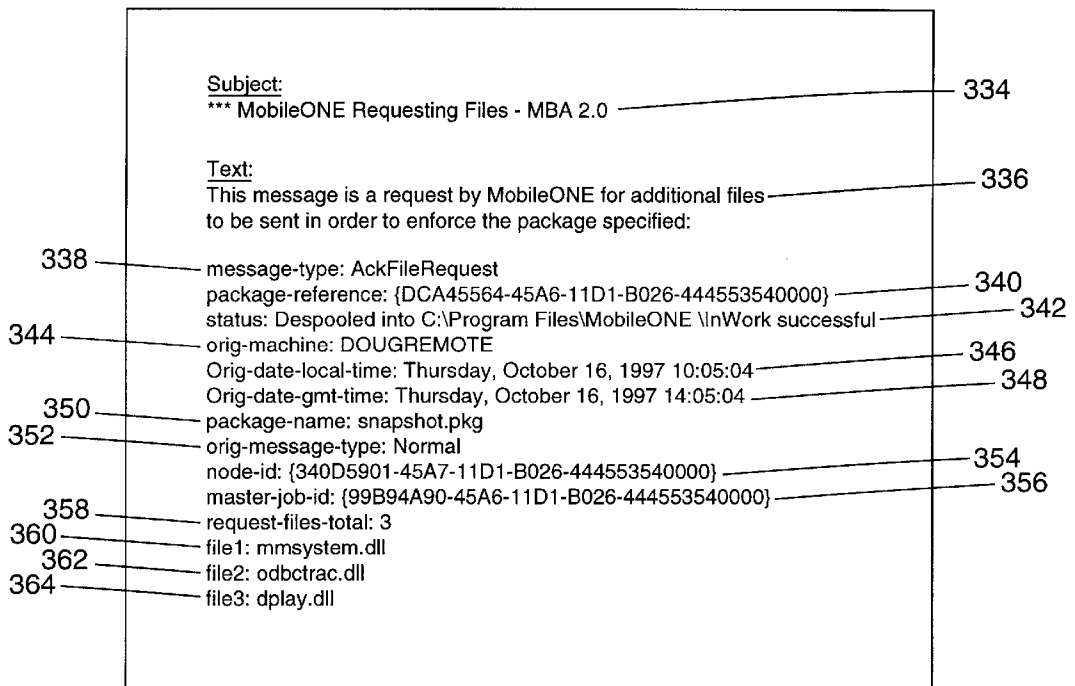 Subject:
*** MobileONE Requesting Files - MBA 2.0 334
Text:
This message is a request by MobileONE for additional files 336
to be sent in order to enforce the package specified:
338 message-type: AckFileRequest
package-reference: {DCA45564-45A6-11D1-B026-444553540000} 340
status: Despooled into C:\Program Files\MobileONE \InWork successful 342
344 orig-machine: DOUGREMOTE
Orig-date-local-time: Thursday, October 16, 1997 10:05:04 346
Orig-date-gmt-time: Thursday, October 16, 1997 14:05:04 348
350 package-name: snapshot.pkg
352 orig-message-type: Normal
node-id: {340D5901-45A7-11D1-B026-444553540000} 354
master-job-id: {99B94A90-45A6-11D1-B026-444553540000} 356
358 request-files-total: 3
360 file1: mmsystem.dll
362 file2: odbctrac.dll
364 file3: dplay.dll